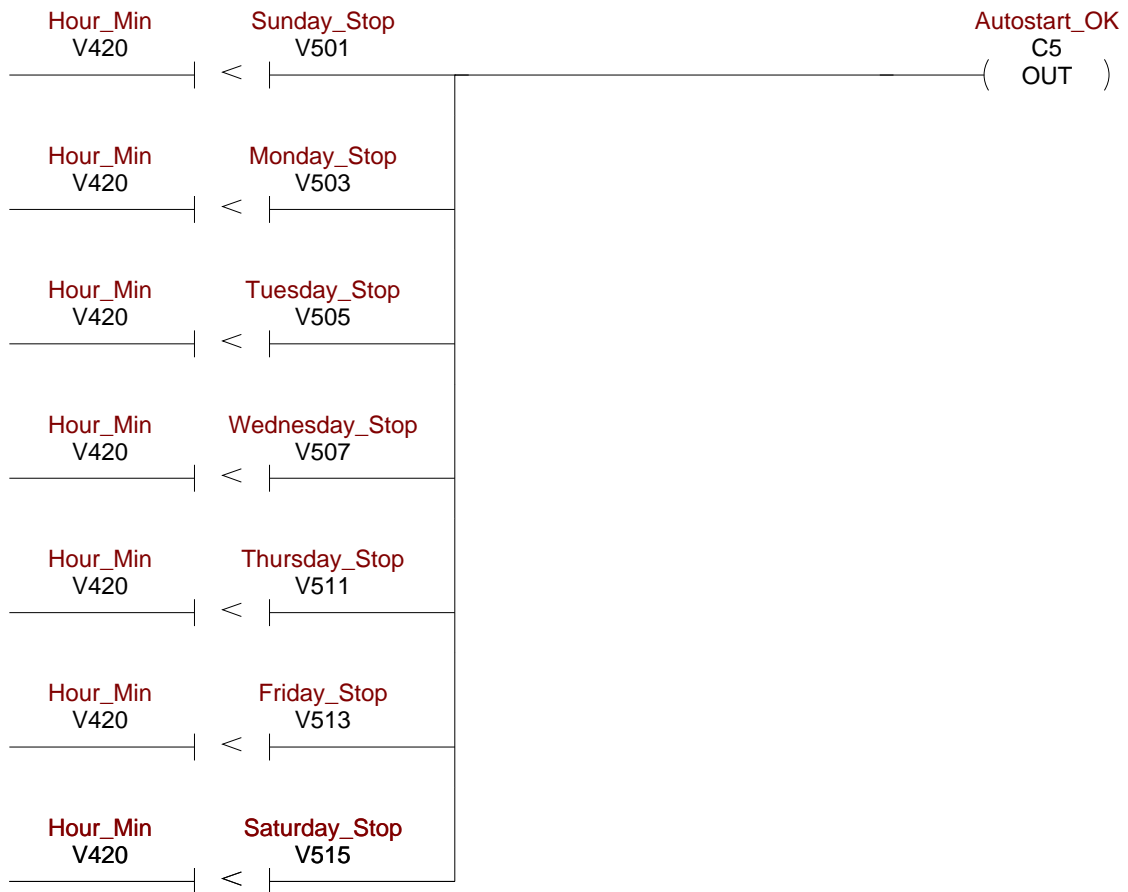 Hour_Min Sunday_Stop Autostart_OK
V420 V501 C5
< OUT
Hour_Min Monday_Stop
V420 V503
<
Hour_Min Tuesday_Stop
V420 V505
<
Hour_Min Wednesday_Stop
V420 V507
<
Hour_Min Thursday_Stop
V420 V511
<
Hour_Min Friday_Stop
V420 V513
<
Hour_Min Saturday_Stop
V420 V515
<